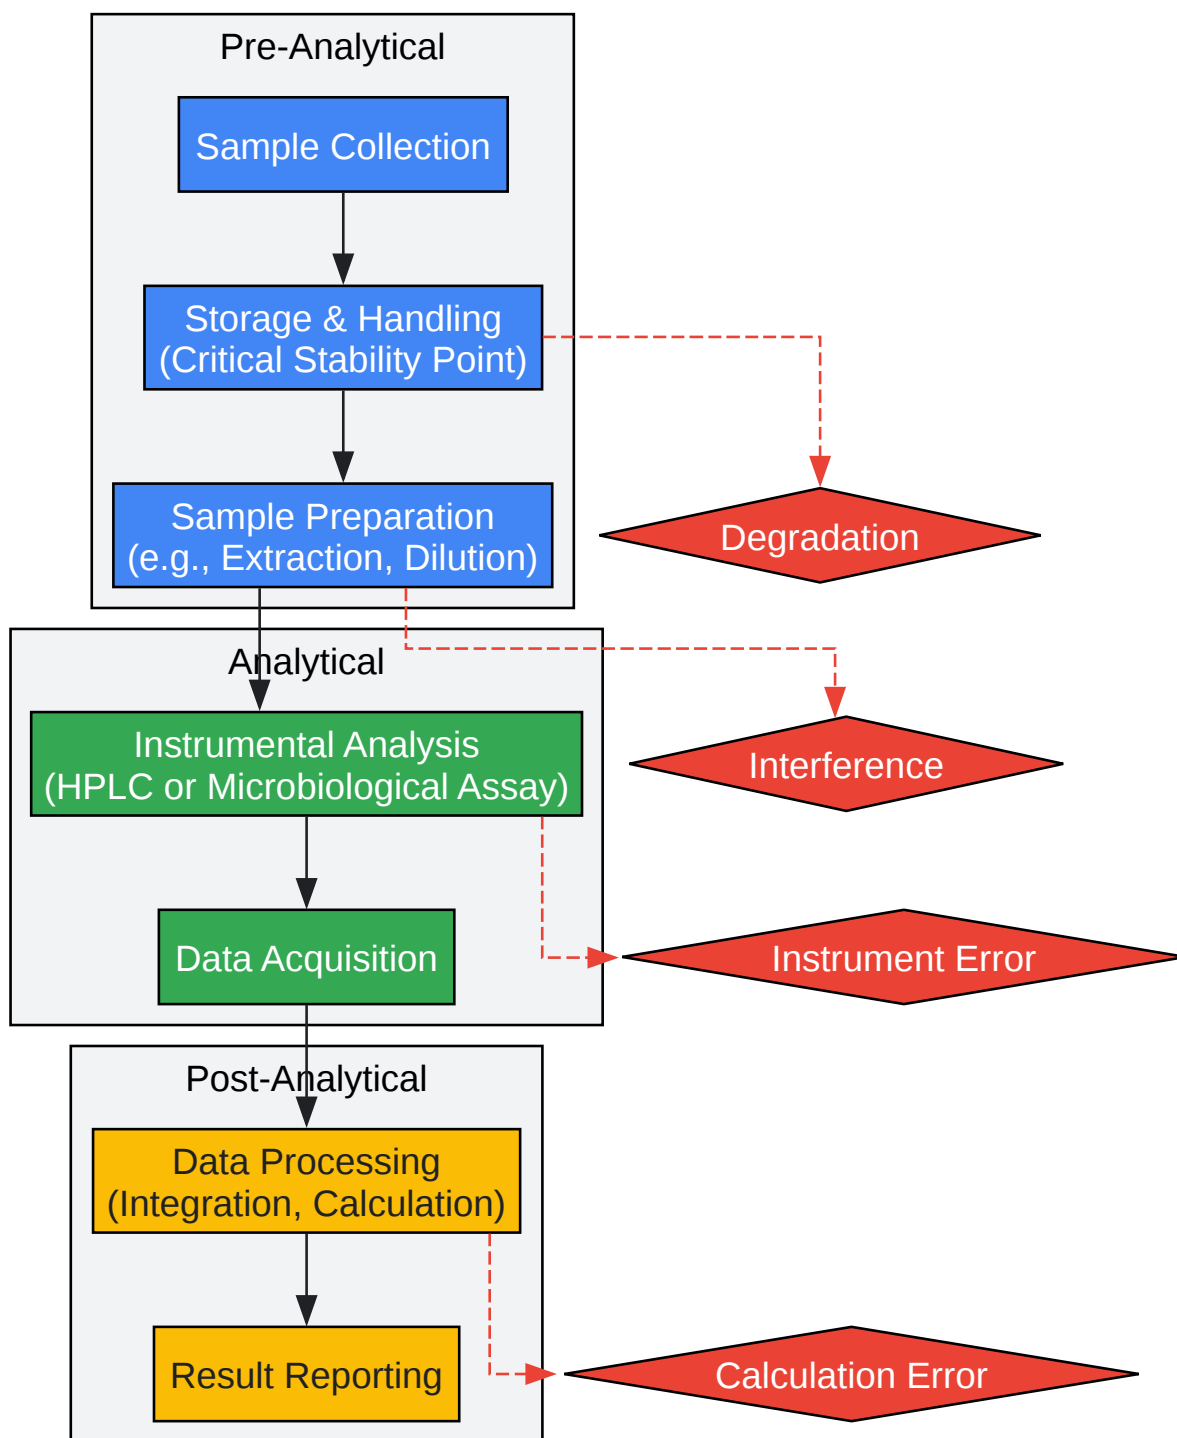 Pre-Analytical
Sample Collection
Storage & Handling
(Critical Stability Point)
Sample Preparation
(e.g., Extraction, Dilution)
Degradation
Analytical
Instrumental Analysis
(HPLC or Microbiological Assay)
Interference
Data Acquisition
Instrument Error
Post-Analytical
Data Processing
(Integration, Calculation)
Result Reporting
Calculation Error